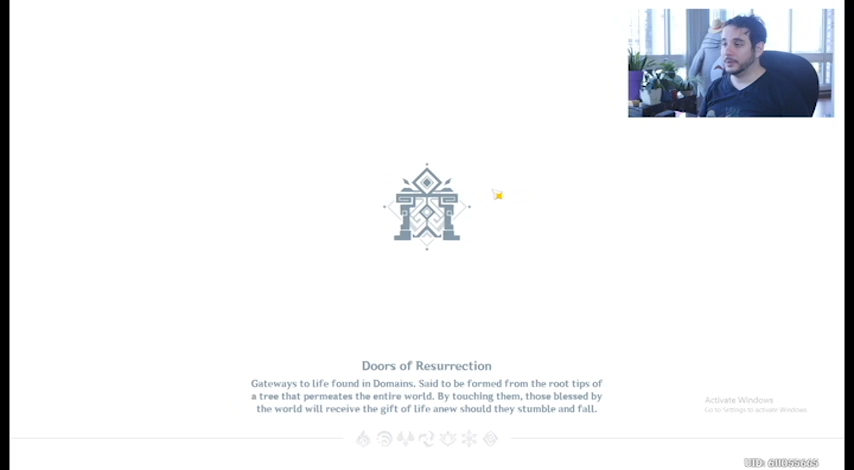 Doors of Resurrection
Gateways to life found in Domains. Said to be formed from the root tips of
a tree that permeates the entire world. By touching them, those blessed by
the world will receive the gift of life anew should they stumble and fall.
Activate Windows
Go to Settings to activate Windows.